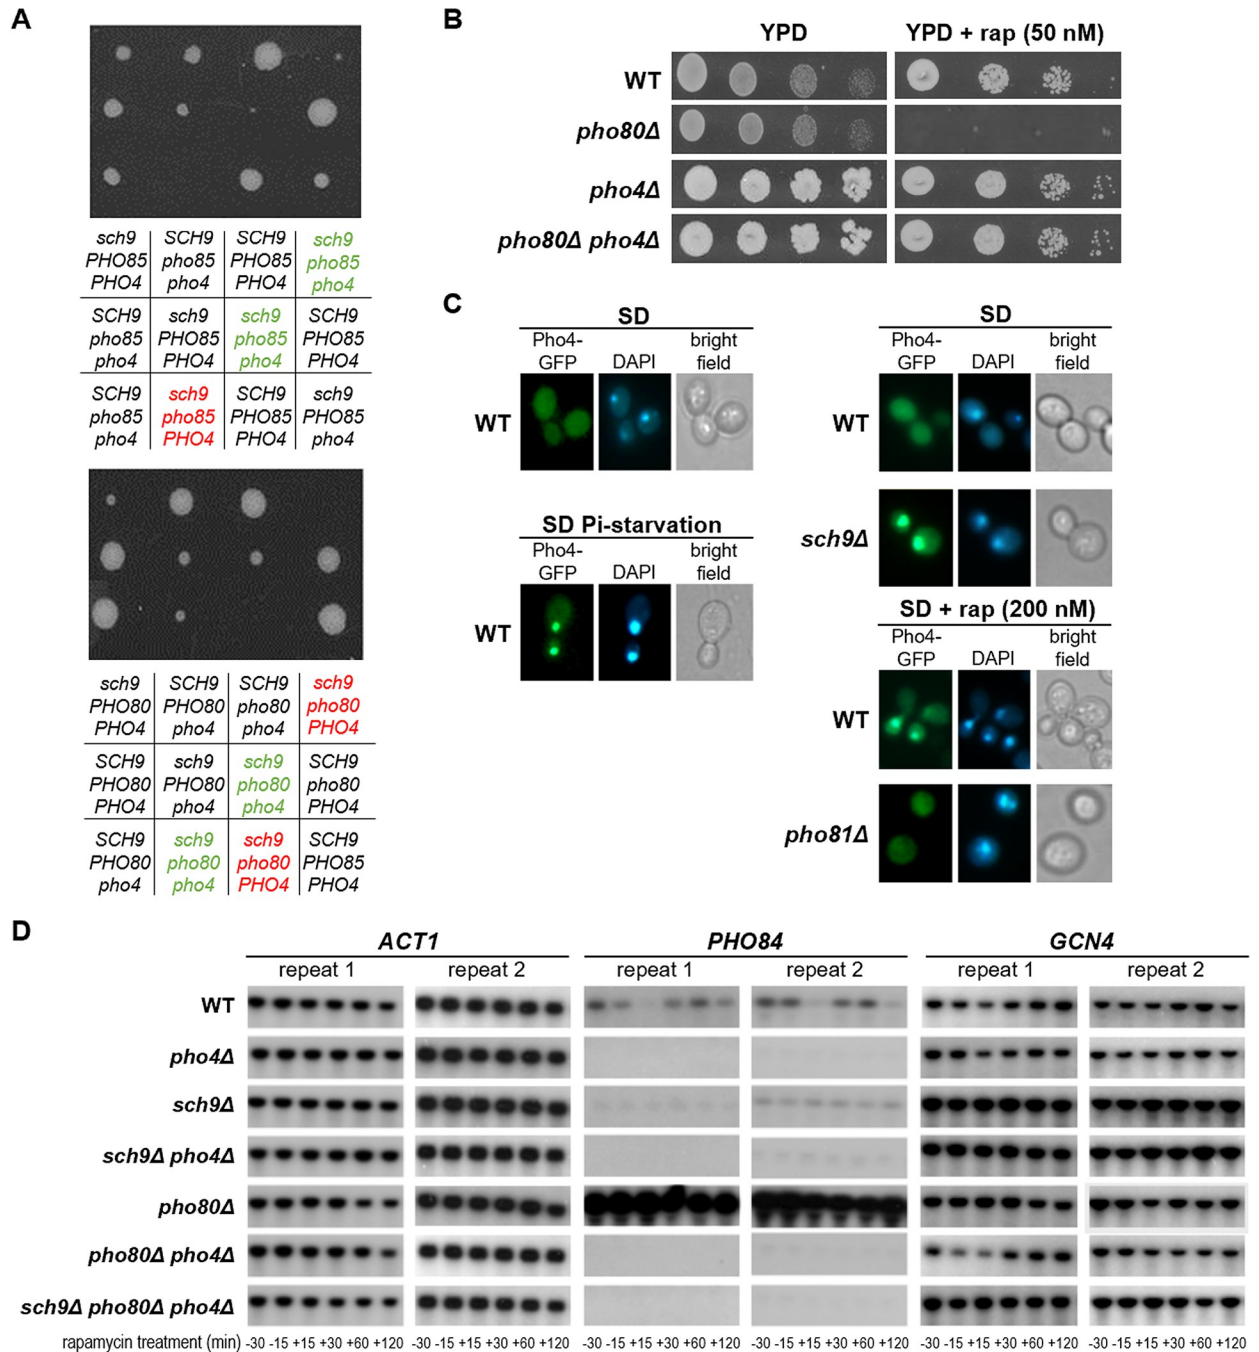 A
sch9 SCH9 SCH9 sch9
PHO85 pho85 PHO85 pho85
PHO4 pho4 PHO4 pho4
SCH9 sch9 sch9 SCH9
pho85 PHO85 pho85 PHO85
pho4 PHO4 pho4 PHO4
SCH9 sch9 SCH9 sch9
pho85 pho85 PHO85 PHO85
pho4 PHO4 PHO4 pho4
sch9 SCH9 SCH9 sch9
PHO80 PHO80 pho80 pho80
PHO4 pho4 pho4 PHO4
SCH9 sch9 sch9 SCH9
PHO80 PHO80 pho80 pho80
PHO4 pho4 pho4 PHO4
SCH9 sch9 sch9 SCH9
PHO80 pho80 pho80 PHO85
pho4 pho4 PHO4 PHO4
B
YPD YPD + rap (50 nM)
WT
pho80Δ
pho4Δ
pho80Δ pho4Δ
C
SD
Pho4-GFP DAPI bright field
WT
SD Pi-starvation
Pho4-GFP DAPI bright field
WT
SD
Pho4-GFP DAPI bright field
WT
sch9Δ
SD + rap (200 nM)
Pho4-GFP DAPI bright field
WT
pho81Δ
D
ACT1 PHO84 GCN4
repeat 1 repeat 2 repeat 1 repeat 2 repeat 1 repeat 2
WT
pho4Δ
sch9Δ
sch9Δ pho4Δ
pho80Δ
pho80Δ pho4Δ
sch9Δ pho80Δ pho4Δ
rapamycin treatment (min) -30 -15 +15 +30 +60 +120 -30 -15 +15 +30 +60 +120 -30 -15 +15 +30 +60 +120 -30 -15 +15 +30 +60 +120 -30 -15 +15 +30 +60 +120 -30 -15 +15 +30 +60 +120